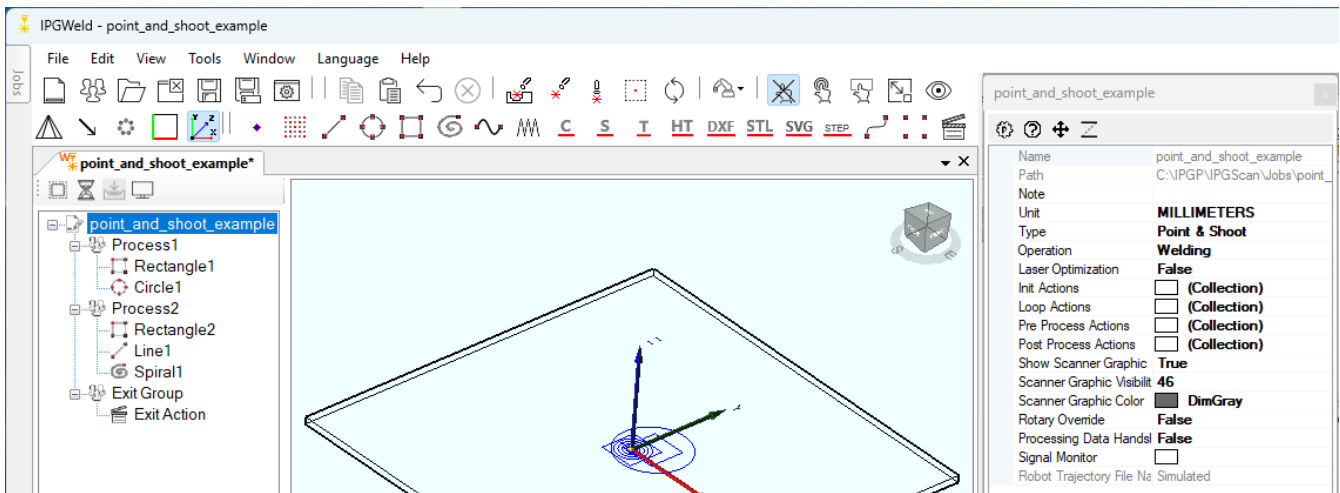 IPGWeld - point_and_shoot_example
File Edit View Tools Window Language Help
Jobs
C S T HT DXF STL SVG STEP
point_and_shoot_example*
point_and_shoot_example
Process1
Rectangle1
Circle1
Process2
Rectangle2
Line1
Spiral1
Exit Group
Exit Action
point_and_shoot_example
Name point_and_shoot_example
Path C:\IPGP\IPGScan\Jobs\point_
Note
Unit MILLIMETERS
Type Point & Shoot
Operation Welding
Laser Optimization False
Init Actions (Collection)
Loop Actions (Collection)
Pre Process Actions (Collection)
Post Process Actions (Collection)
Show Scanner Graphic True
Scanner Graphic Visibilit 46
Scanner Graphic Color DimGray
Rotary Override False
Processing Data Handsl False
Signal Monitor
Robot Trajectory File Na Simulated